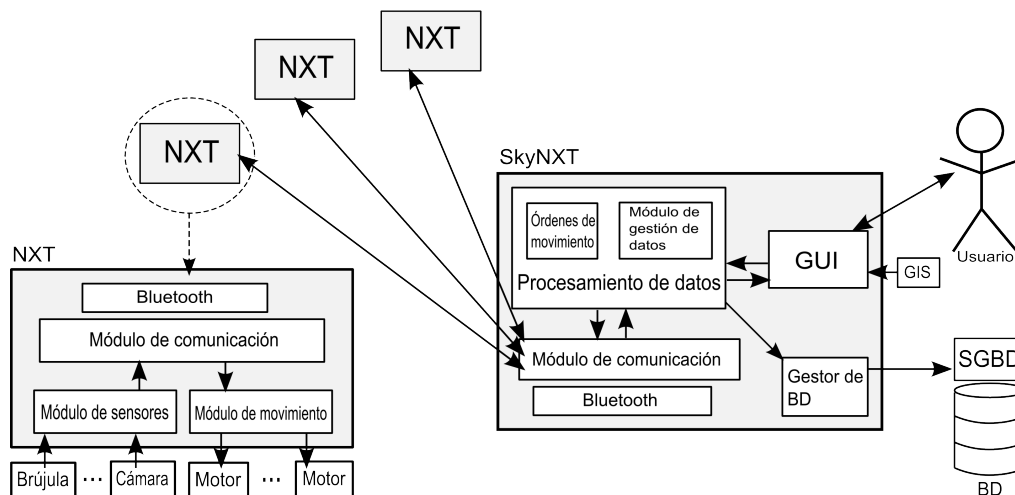 NXT
NXT
NXT
SkyNXT
Órdenes de
movimiento
Módulo de
gestión de
datos
Procesamiento de datos
GUI
Usuario
GIS
Módulo de comunicación
Bluetooth
Gestor de
BD
SGBD
BD
NXT
Bluetooth
Módulo de comunicación
Módulo de sensores
Módulo de movimiento
Brújula
...
Cámara
Motor
...
Motor